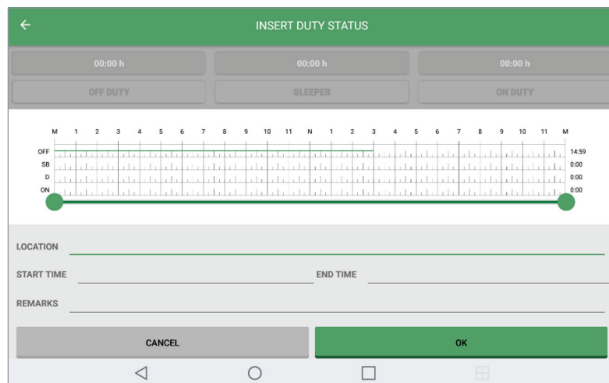 INSERT DUTY STATUS
00:00 h 00:00 h 00:00 h
OFF DUTY SLEEPER ON DUTY
M 1 2 3 4 5 6 7 8 9 10 11 N 1 2 3 4 5 6 7 8 9 10 11 M
OFF 14:59
SB 0:00
D 0:00
ON 0:00
LOCATION
START TIME END TIME
REMARKS
CANCEL OK